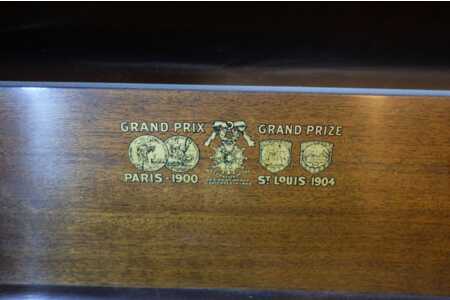 GRAND PRIX
GRAND PRIZE
PARIS - 1900
ST. LOUIS - 1904